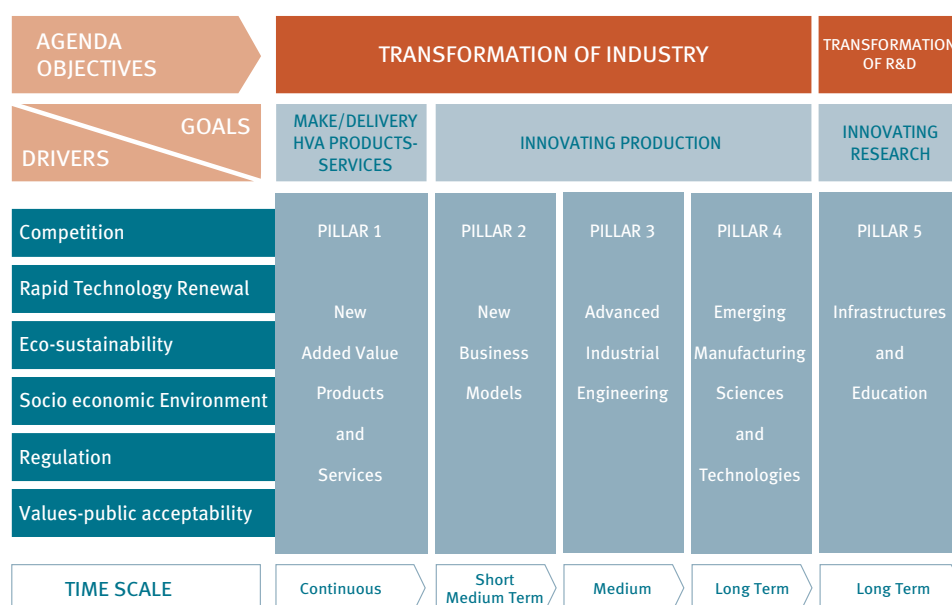 AGENDA
OBJECTIVES
TRANSFORMATION OF INDUSTRY
TRANSFORMATION
OF R&D
GOALS
DRIVERS
MAKE/DELIVERY
HVA PRODUCTS-
SERVICES
INNOVATING PRODUCTION
INNOVATING
RESEARCH
Competition
Rapid Technology Renewal
Eco-sustainability
Socio economic Environment
Regulation
Values-public acceptability
PILLAR 1
New
Added Value
Products
and
Services
PILLAR 2
New
Business
Models
PILLAR 3
Advanced
Industrial
Engineering
PILLAR 4
Emerging
Manufacturing
Sciences
and
Technologies
PILLAR 5
Infrastructures
and
Education
TIME SCALE
Continuous
Short
Medium Term
Medium
Long Term
Long Term